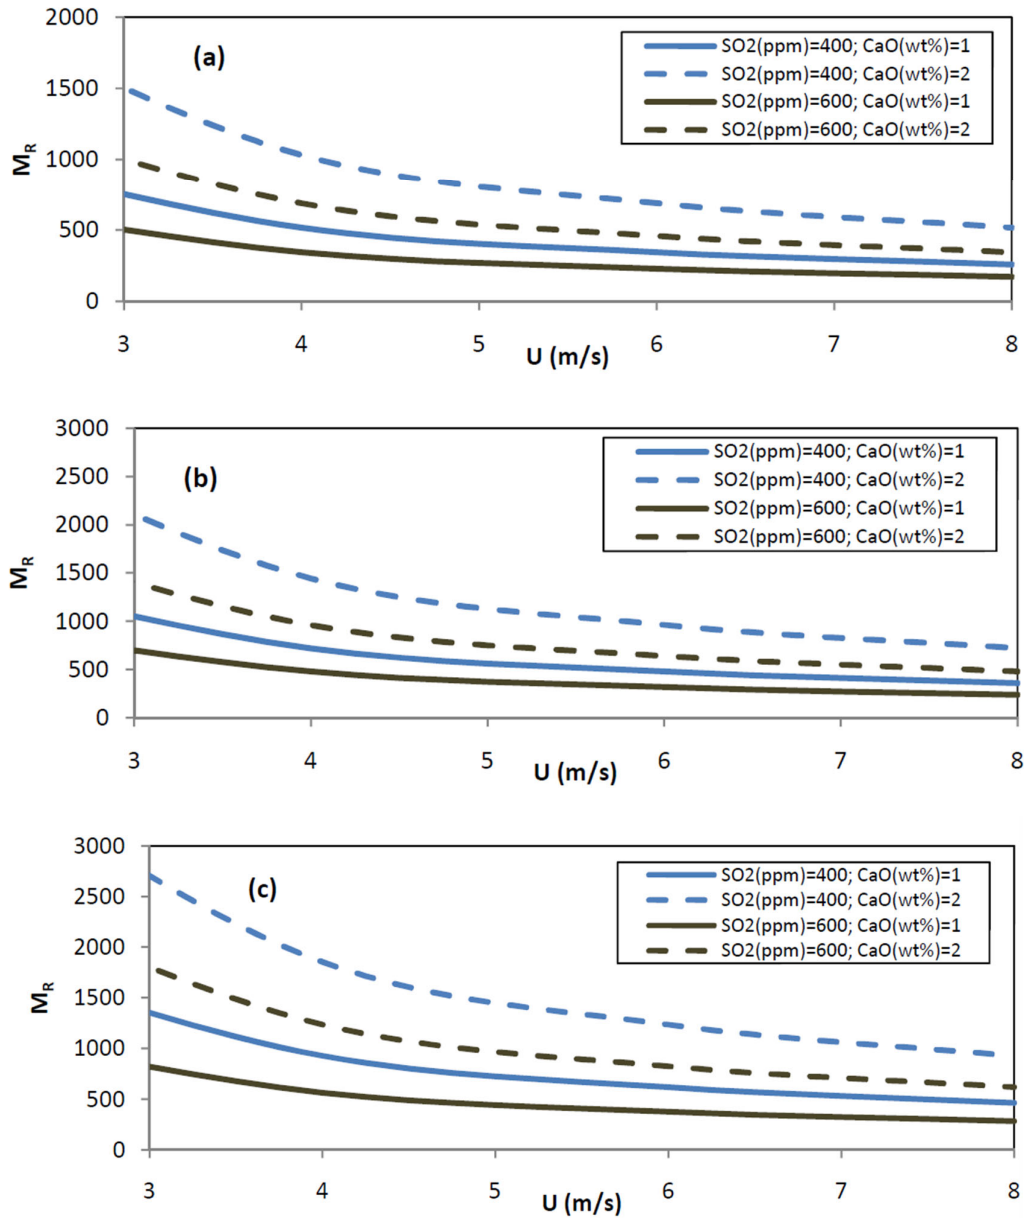 2000
1500
1000
500
0
M_R
(a)
SO2(ppm)=400; CaO(wt%)=1
SO2(ppm)=400; CaO(wt%)=2
SO2(ppm)=600; CaO(wt%)=1
SO2(ppm)=600; CaO(wt%)=2
3 4 5 6 7 8
U (m/s)
3000
2500
2000
1500
1000
500
0
M_R
(b)
SO2(ppm)=400; CaO(wt%)=1
SO2(ppm)=400; CaO(wt%)=2
SO2(ppm)=600; CaO(wt%)=1
SO2(ppm)=600; CaO(wt%)=2
3 4 5 6 7 8
U (m/s)
3000
2500
2000
1500
1000
500
0
M_R
(c)
SO2(ppm)=400; CaO(wt%)=1
SO2(ppm)=400; CaO(wt%)=2
SO2(ppm)=600; CaO(wt%)=1
SO2(ppm)=600; CaO(wt%)=2
3 4 5 6 7 8
U (m/s)